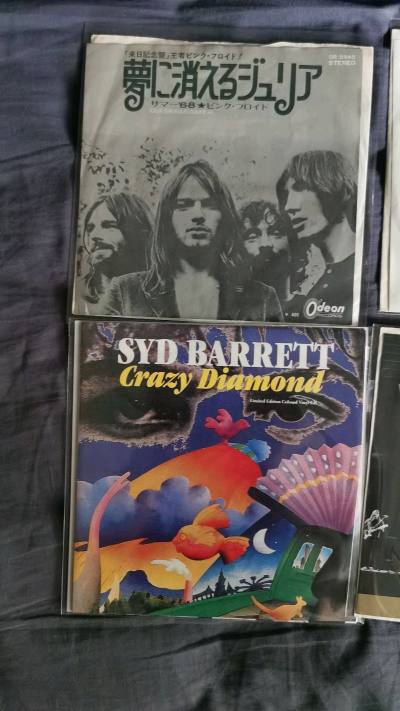 「来日記念盤」王者ピンク・フロイド!
STEREO
夢に消えるジュリア
サマー'68★ピンク・フロイド
Odeon
SYD BARRETT
Crazy Diamond
Limited Edition Coloured Vinyl